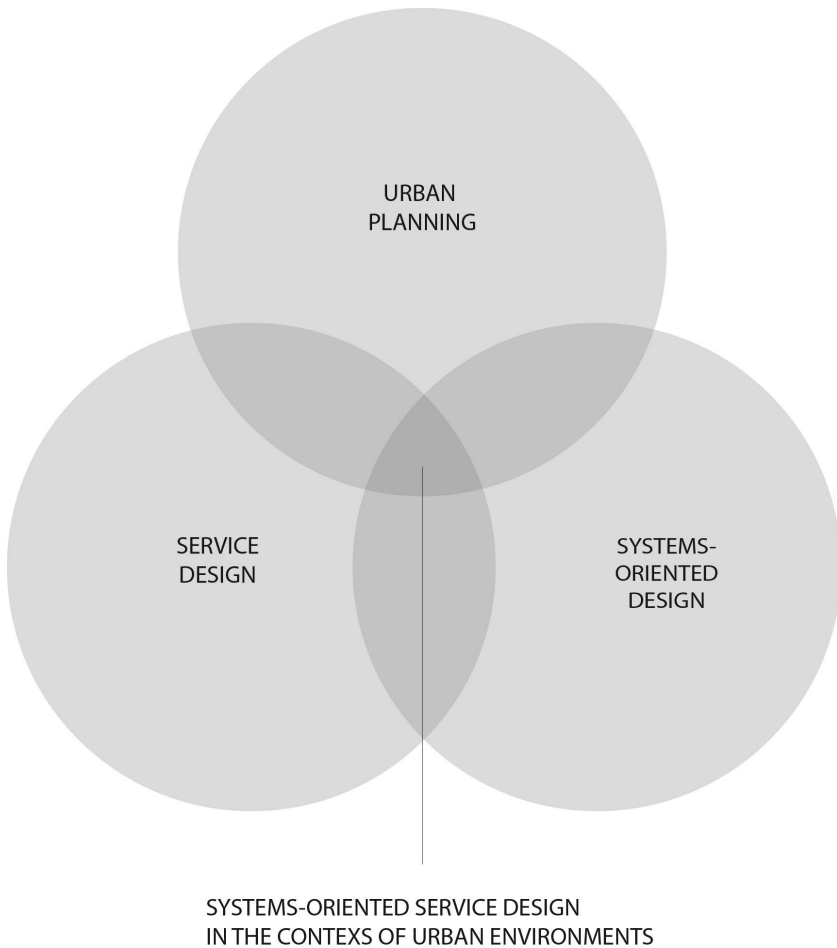 URBAN
PLANNING
SERVICE
DESIGN
SYSTEMS-
ORIENTED
DESIGN
SYSTEMS-ORIENTED SERVICE DESIGN
IN THE CONTEXS OF URBAN ENVIRONMENTS